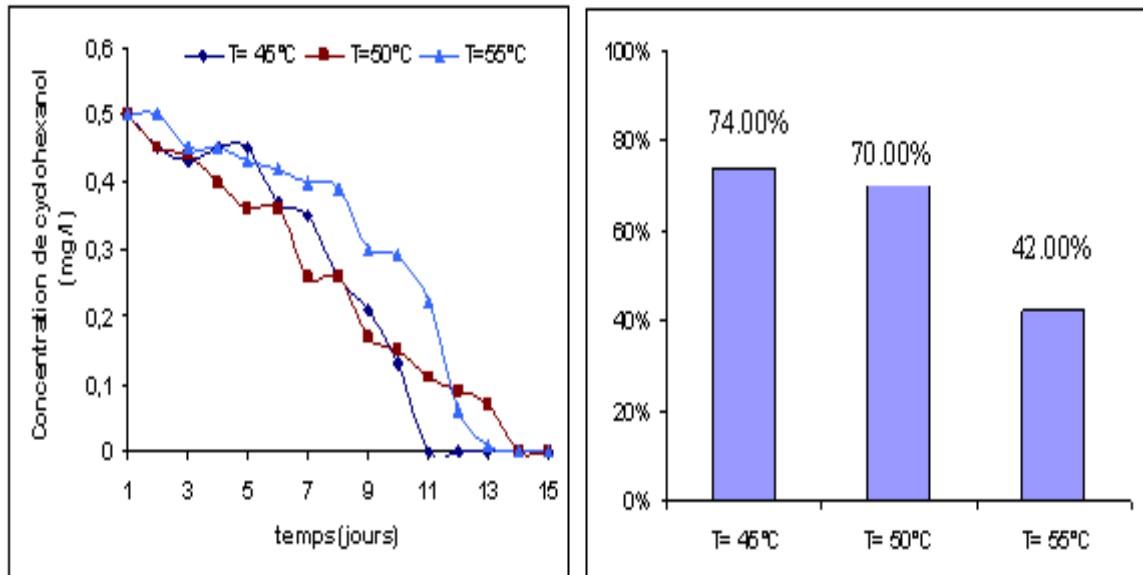 T= 45°C T=50°C T=55°C
Concentration de cyclohexanol
(mg/l)
0,6
0,5
0,4
0,3
0,2
0,1
0
1 3 5 7 9 11 13 15
temps(jours)
100%
80%
60%
40%
20%
0%
74.00%
70.00%
42.00%
T= 45°C T= 50°C T= 55°C